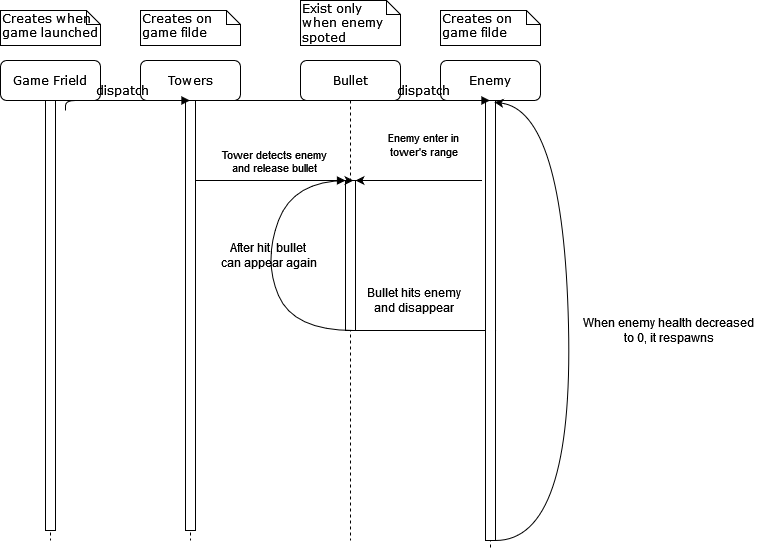 Creates when
game launched
Creates on
game filde
Exist only
when enemy
spoted
Creates on
game filde
Game Frield
Towers
Bullet
Enemy
dispatch
dispatch
Enemy enter in
tower's range
Tower detects enemy
and release bullet
After hit, bullet
can appear again
Bullet hits enemy
and disappear
When enemy health decreased
to 0, it respawns